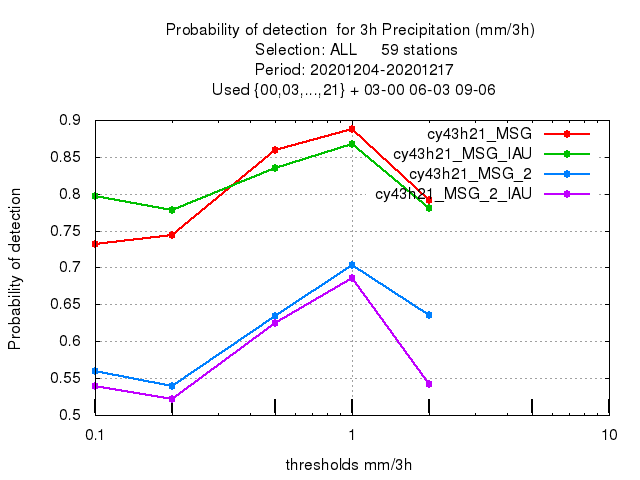 Probability of detection  for 3h Precipitation (mm/3h)
Selection: ALL     59 stations
Period: 20201204-20201217
Used {00,03,...,21} + 03-00 06-03 09-06
cy43h21_MSG
cy43h21_MSG_IAU
cy43h21_MSG_2
cy43h21_MSG_2_IAU
Probability of detection
0.9
0.85
0.8
0.75
0.7
0.65
0.6
0.55
0.5
0.1
1
10
thresholds mm/3h